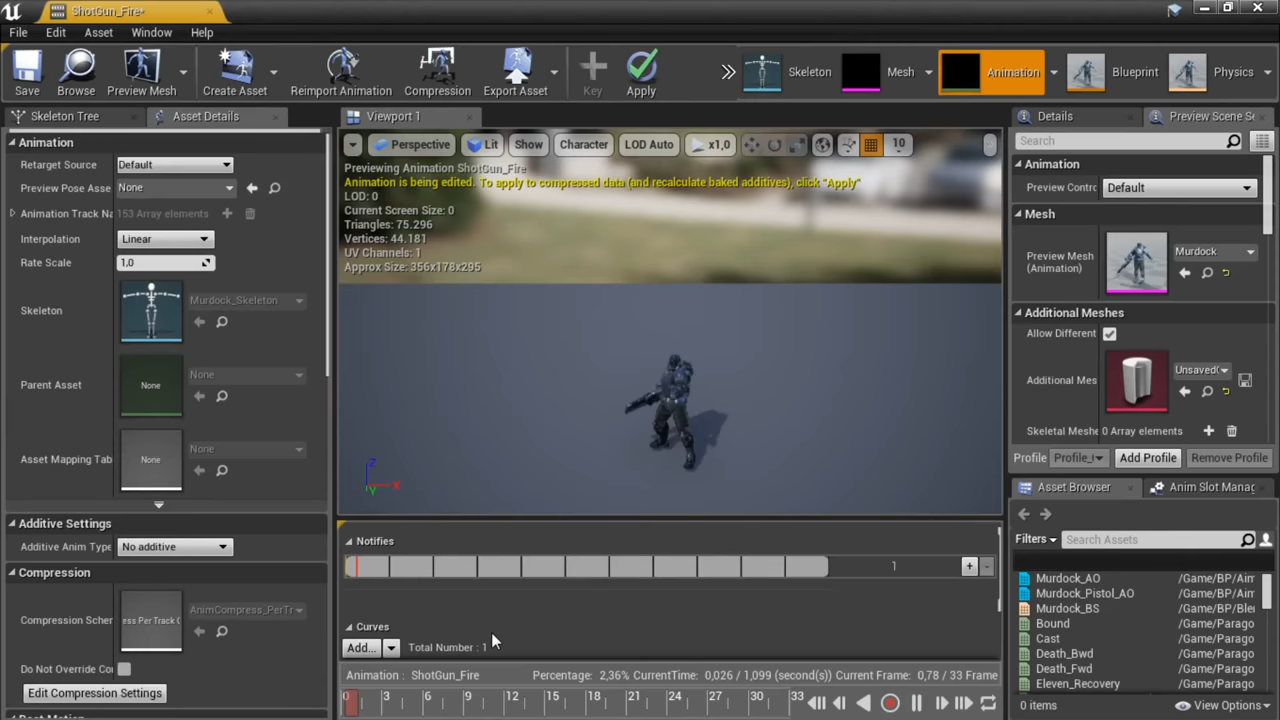 ShotGun_Fire*
File Edit Asset Window Help
Save Browse Preview Mesh Create Asset Reimport Animation Compression Export Asset Key Apply Skeleton Mesh Animation Blueprint Physics
Skeleton Tree Asset Details Viewport 1 Details Preview Scene Se
Animation
Retarget Source Default
Preview Pose Asse None
Animation Track Na 153 Array elements
Interpolation Linear
Rate Scale 1,0
Skeleton Murdock_Skeleton
Parent Asset None None
Asset Mapping Tab None None
Additive Settings
Additive Anim Type No additive
Compression
Compression Schem ess Per Track C AnimCompress_PerTr
Do Not Override Con
Edit Compression Settings
Perspective Lit Show Character LOD Auto x1,0 10
Previewing Animation ShotGun_Fire
Animation is being edited. To apply to compressed data (and recalculate baked additives), click "Apply"
LOD: 0
Current Screen Size: 0
Triangles: 75.296
Vertices: 44.181
UV Channels: 1
Approx Size: 356x178x295
Z
X
Y
Notifies
1
Curves
Add... Total Number : 1
Animation : ShotGun_Fire Percentage: 2,36% CurrentTime: 0,026 / 1,099 (second(s)) Current Frame: 0,78 / 33 Frame
0 3 6 9 12 15 18 21 24 27 30 33
Search
Animation
Preview Contro Default
Mesh
Preview Mesh
(Animation)
Murdock
Additional Meshes
Allow Different
Additional Mes Unsaved(
Skeletal Meshe 0 Array elements
Profile Profile_ Add Profile Remove Profile
Asset Browser Anim Slot Manag
Filters Search Assets
Murdock_AO /Game/BP/Aim
Murdock_Pistol_AO /Game/BP/Aim
Murdock_BS /Game/BP/Ble
Bound /Game/Parago
Cast /Game/Parago
Death_Bwd /Game/Parago
Death_Fwd /Game/Parago
Eleven_Recovery /Game/Parago
0 items View Options